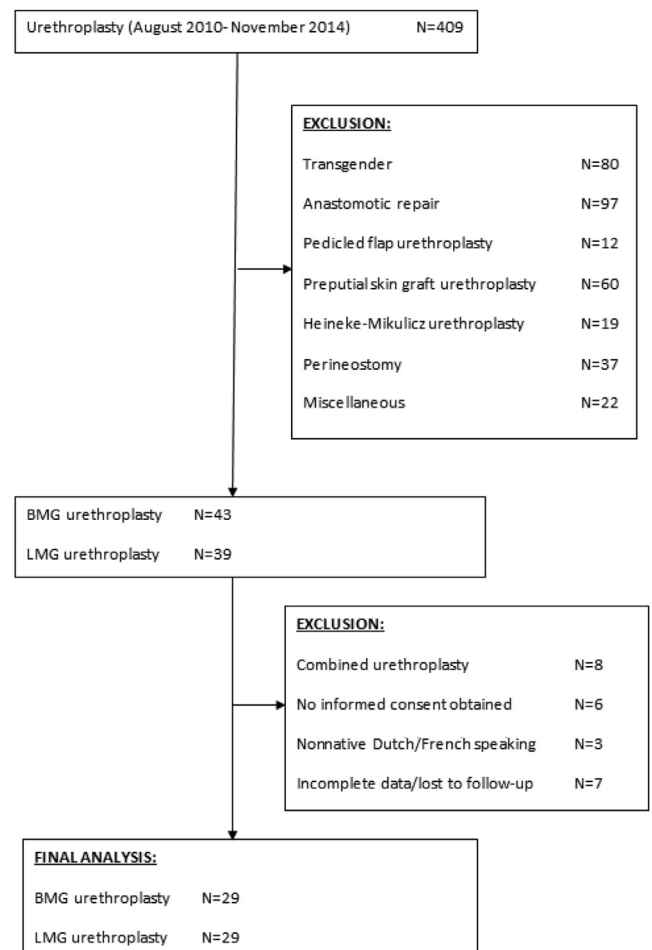 Urethroplasty (August 2010- November 2014) N=409
EXCLUSION:
Transgender N=80
Anastomotic repair N=97
Pedicled flap urethroplasty N=12
Preputial skin graft urethroplasty N=60
Heineke-Mikulicz urethroplasty N=19
Perineostomy N=37
Miscellaneous N=22
BMG urethroplasty N=43
LMG urethroplasty N=39
EXCLUSION:
Combined urethroplasty N=8
No informed consent obtained N=6
Nonnative Dutch/French speaking N=3
Incomplete data/lost to follow-up N=7
FINAL ANALYSIS:
BMG urethroplasty N=29
LMG urethroplasty N=29